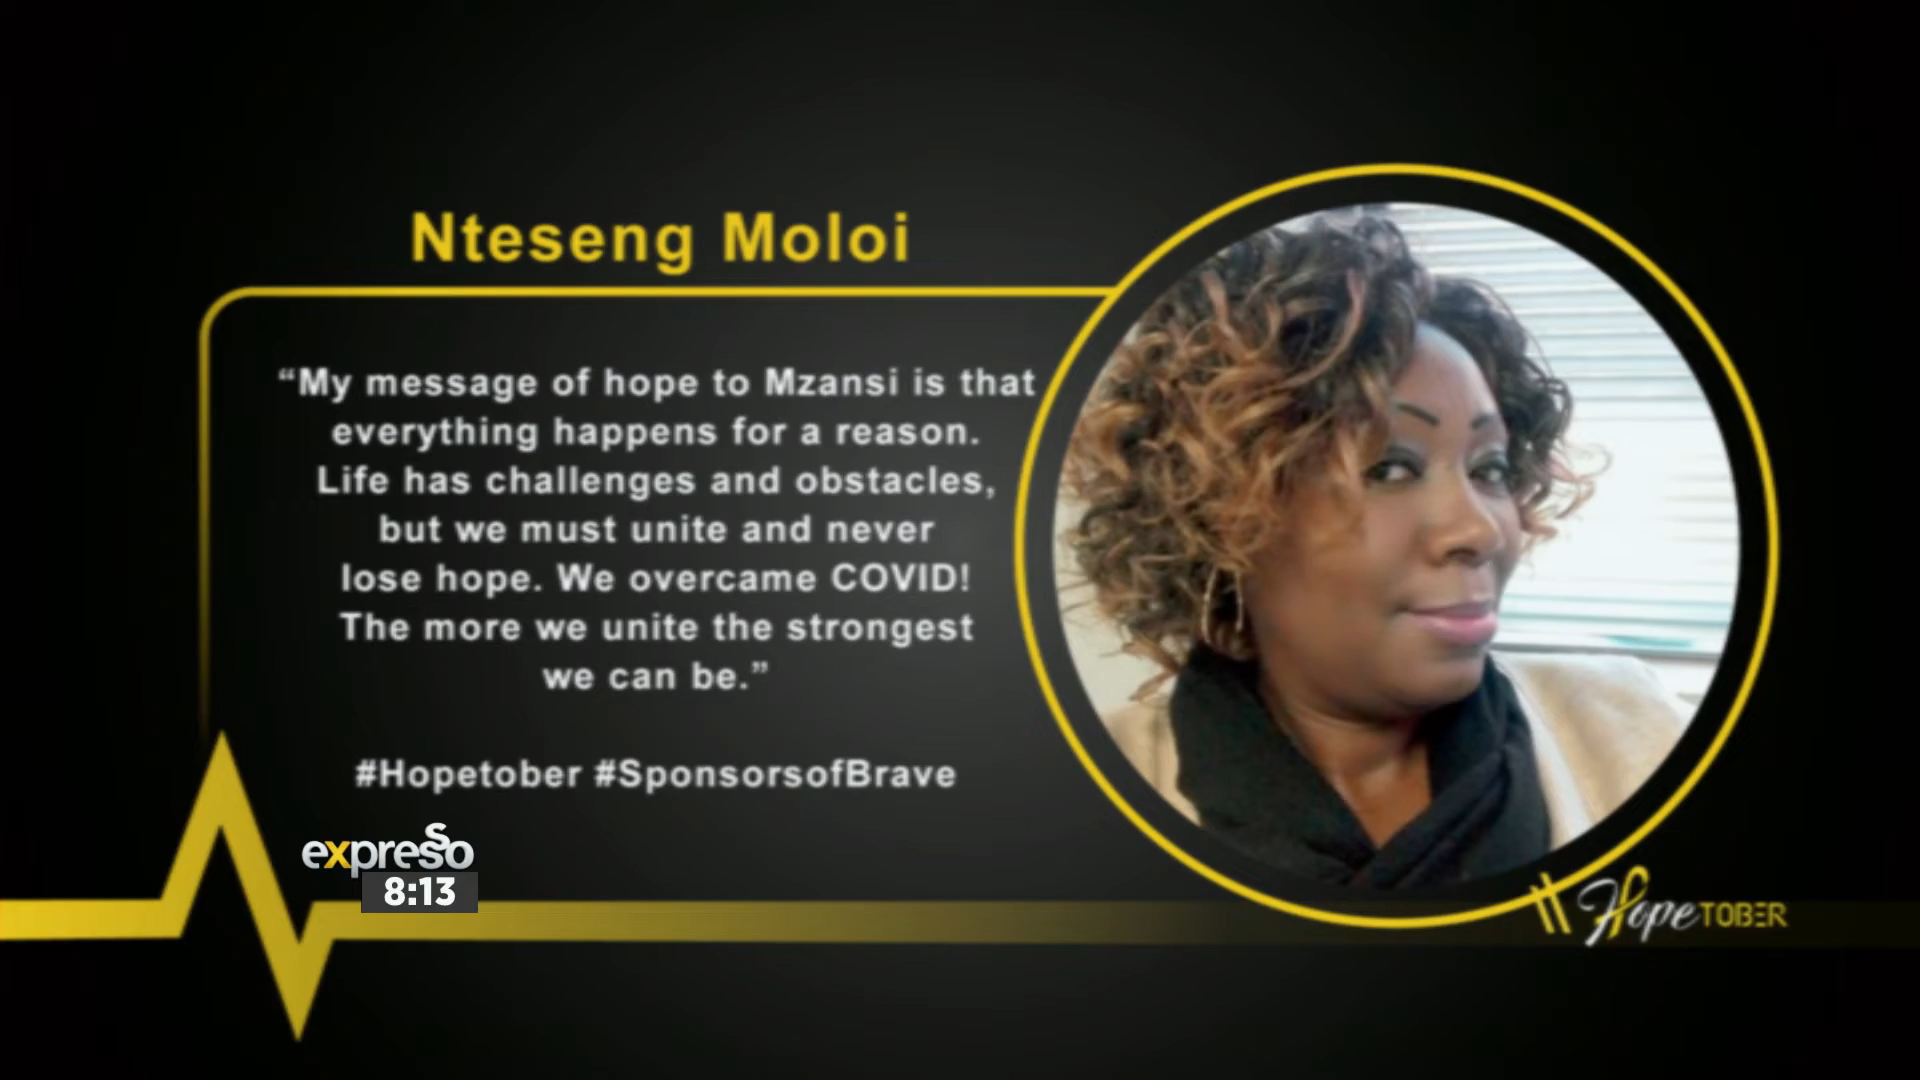 Nteseng Moloi
“My message of hope to Mzansi is that
everything happens for a reason.
Life has challenges and obstacles,
but we must unite and never
lose hope. We overcame COVID!
The more we unite the strongest
we can be.”
#Hopetober #SponsorsofBrave
expresso
8:13
HopeTOBER